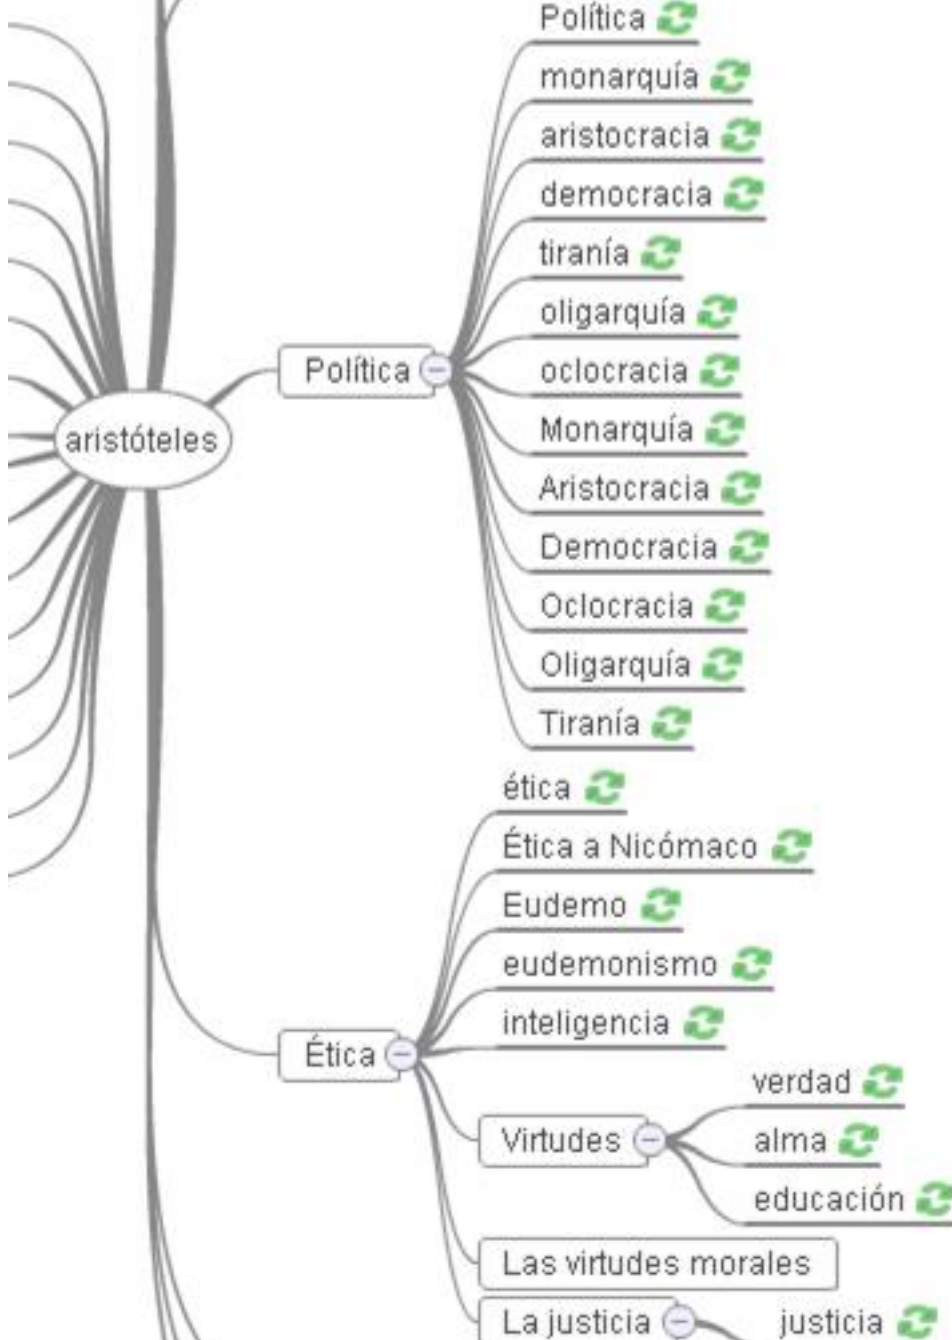 Política
monarquía
aristocracia
democracia
tiranía
oligarquía
oclocracia
Monarquía
Aristocracia
Democracia
Oclocracia
Oligarquía
Tiranía
Política
aristóteles
ética
Ética a Nicómaco
Eudemo
eudemonismo
inteligencia
Ética
Virtudes
verdad
alma
educación
Las virtudes morales
La justicia
justicia